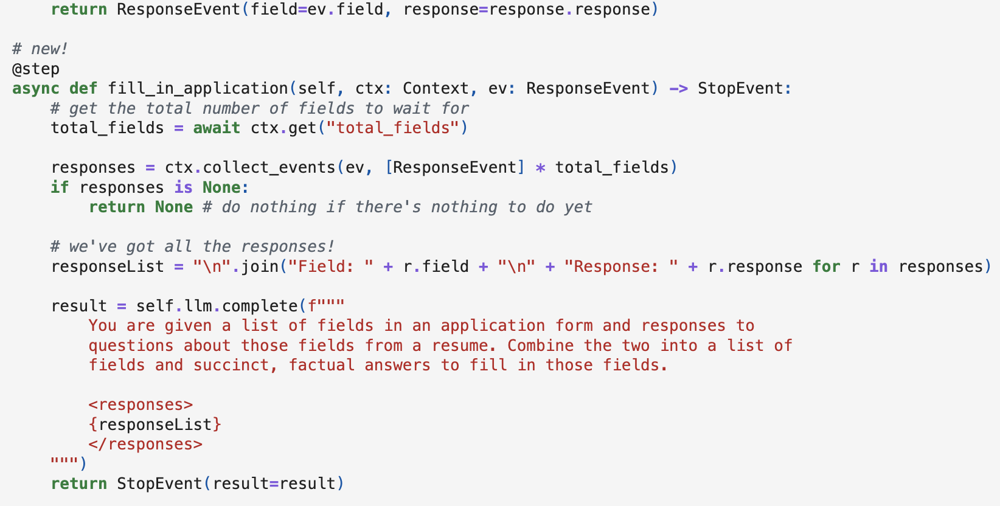 return ResponseEvent(field=ev.field, response=response.response)

# new!
@step
async def fill_in_application(self, ctx: Context, ev: ResponseEvent) -> StopEvent:
    # get the total number of fields to wait for
    total_fields = await ctx.get("total_fields")

    responses = ctx.collect_events(ev, [ResponseEvent] * total_fields)
    if responses is None:
        return None # do nothing if there's nothing to do yet

    # we've got all the responses!
    responseList = "\n".join("Field: " + r.field + "\n" + "Response: " + r.response for r in responses)

    result = self.llm.complete(f"""
        You are given a list of fields in an application form and responses to
        questions about those fields from a resume. Combine the two into a list of
        fields and succinct, factual answers to fill in those fields.

        <responses>
        {responseList}
        </responses>
    """)
    return StopEvent(result=result)